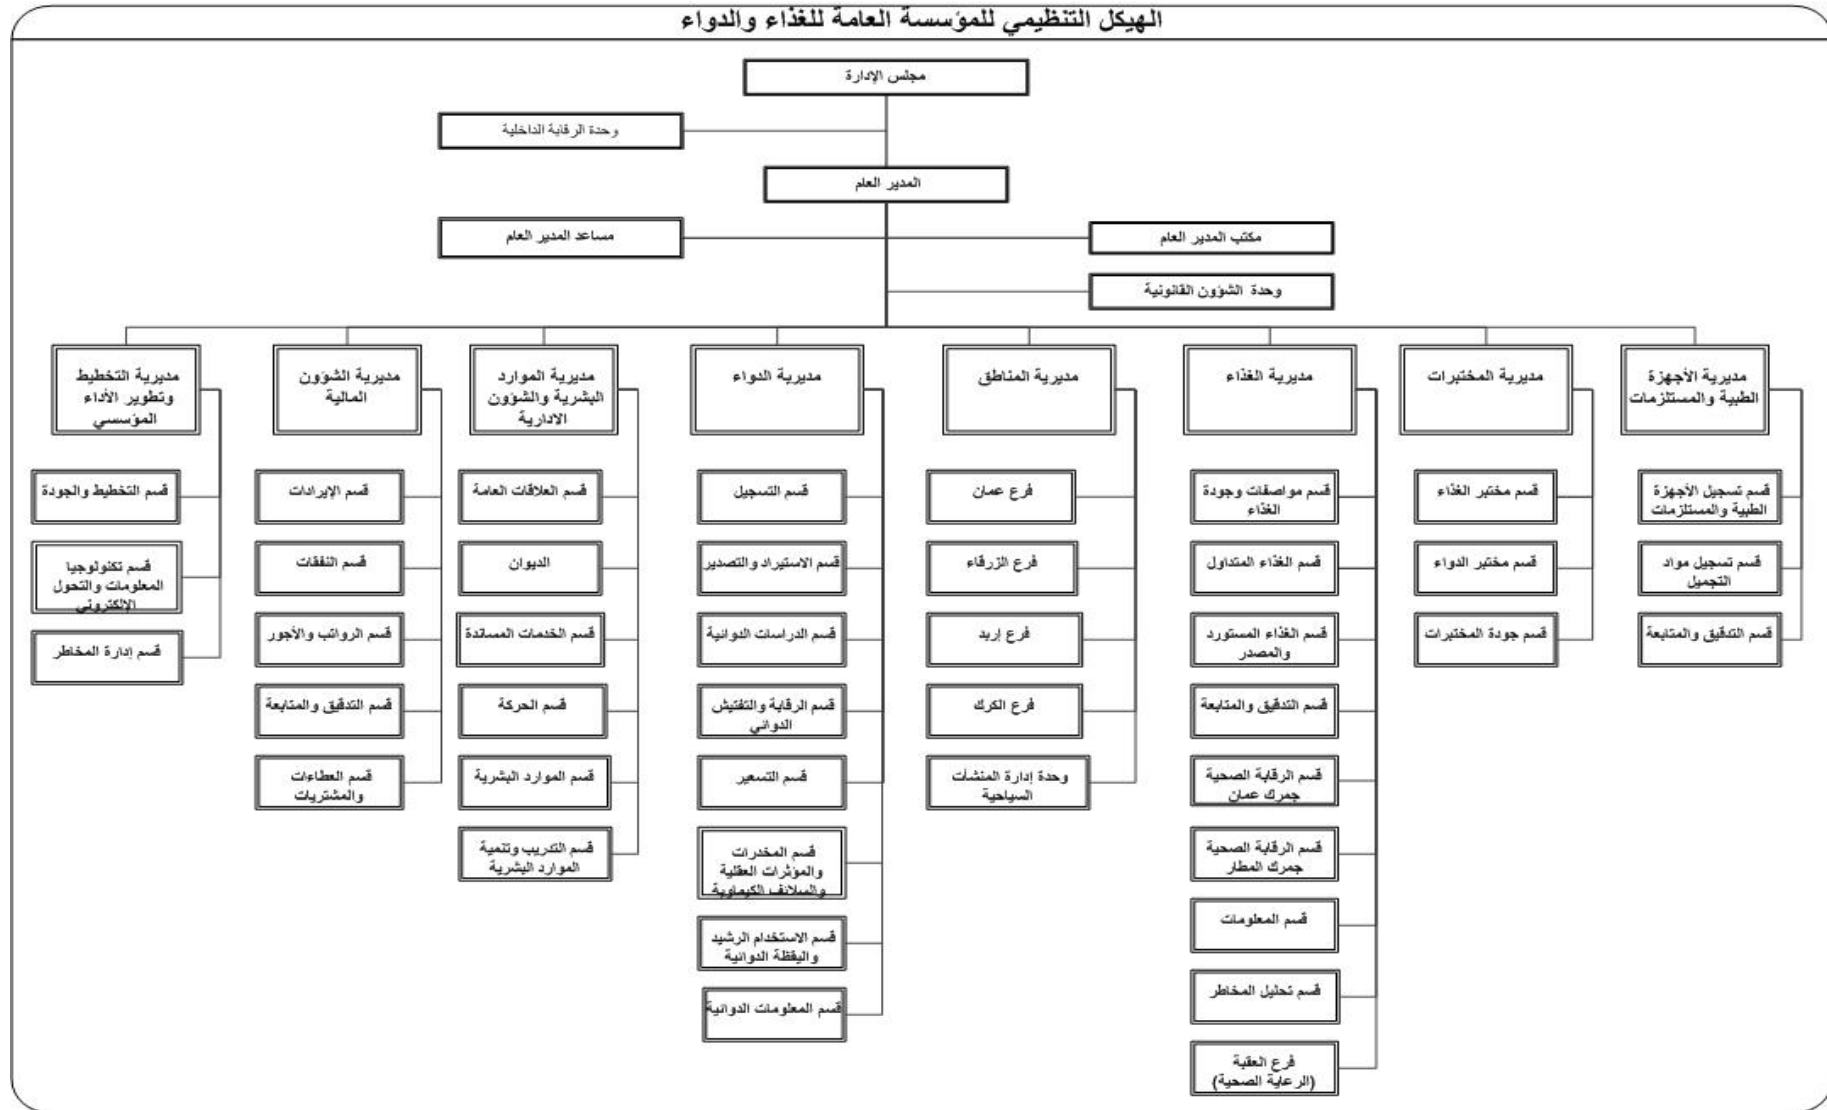 الهيكل التنظيمي للمؤسسة العامة للغذاء والدواء
مجلس الإدارة
وحدة الرقابة الداخلية
المدير العام
مكتب المدير العام
مساعد المدير العام
وحدة الشؤون القانونية
مديرية الأجهزة
الطبية والمستلزمات
قسم تسجيل الأجهزة
الطبية والمستلزمات
قسم تسجيل مواد
التجميل
قسم التدقيق والمتابعة
مديرية المختبرات
قسم مختبر الغذاء
قسم مختبر الدواء
قسم جودة المختبرات
مديرية الغذاء
قسم مواصفات وجودة
الغذاء
قسم الغذاء المتداول
قسم الغذاء المستورد
والمصدر
قسم التدقيق والمتابعة
قسم الرقابة الصحية
جمرك عمان
قسم الرقابة الصحية
جمرك المطار
قسم المعلومات
قسم تحليل المخاطر
فرع العقبة
(الرعاية الصحية)
مديرية المناطق
فرع عمان
فرع الزرقاء
فرع إربد
فرع الكرك
وحدة إدارة المنشآت
السياحية
مديرية الدواء
قسم التسجيل
قسم الاستيراد والتصدير
قسم الدراسات الدوائية
قسم الرقابة والتفتيش
الدوائي
قسم التسعير
قسم المخدرات
والمؤثرات العقلية
والسلائف الكيماوية
قسم الاستخدام الرشيد
واليقظة الدوائية
قسم المعلومات الدوائية
مديرية الموارد
البشرية والشؤون
الادارية
قسم العلاقات العامة
الديوان
قسم الخدمات المساندة
قسم الحركة
قسم الموارد البشرية
قسم التدريب وتنمية
الموارد البشرية
مديرية الشؤون
المالية
قسم الإيرادات
قسم النفقات
قسم الرواتب والأجور
قسم التدقيق والمتابعة
قسم العطاءات
والمشتريات
مديرية التخطيط
وتطوير الأداء
المؤسسي
قسم التخطيط والجودة
قسم تكنولوجيا
المعلومات والتحول
الإلكتروني
قسم إدارة المخاطر